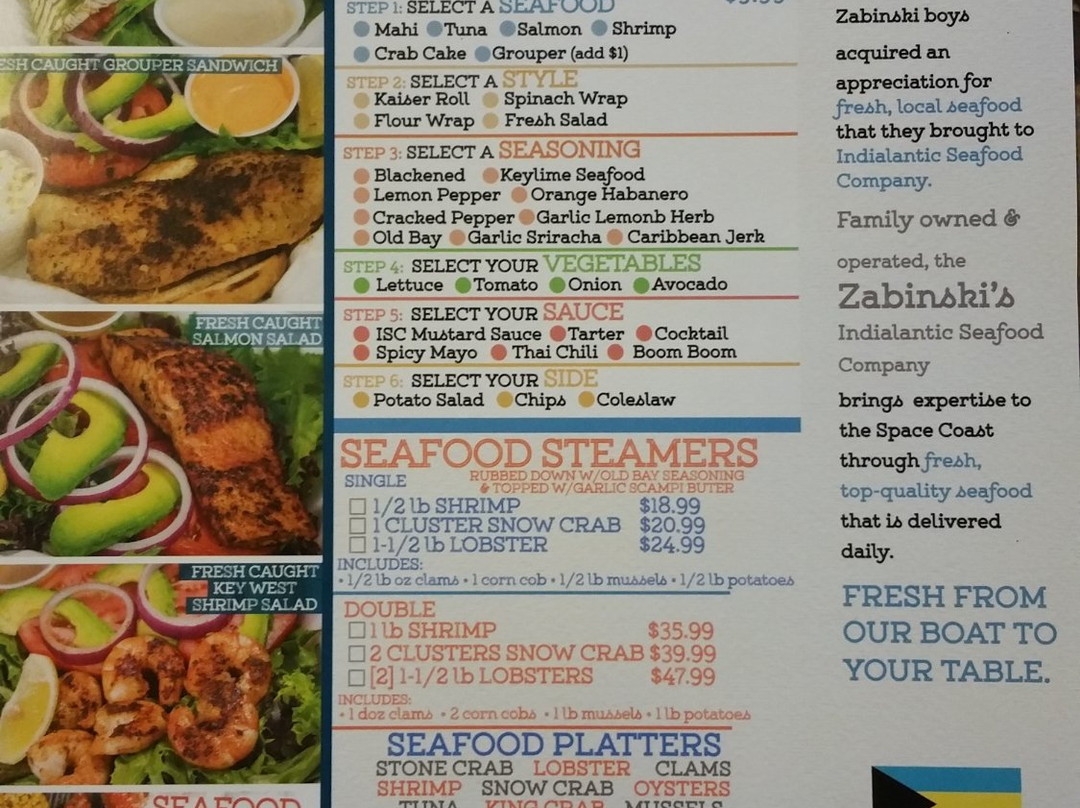 ESH CAUGHT GROUPER SANDWICH
FRESH CAUGHT
SALMON SALAD
FRESH CAUGHT
KEY WEST
SHRIMP SALAD
SEAFOOD
STEP 1: SELECT A SEAFOOD
Mahi Tuna Salmon Shrimp
Crab Cake Grouper (add $1)
STEP 2: SELECT A STYLE
Kaiser Roll Spinach Wrap
Flour Wrap Fresh Salad
STEP 3: SELECT A SEASONING
Blackened Keylime Seafood
Lemon Pepper Orange Habanero
Cracked Pepper Garlic Lemonb Herb
Old Bay Garlic Sriracha Caribbean Jerk
STEP 4: SELECT YOUR VEGETABLES
Lettuce Tomato Onion Avocado
STEP 5: SELECT YOUR SAUCE
ISC Mustard Sauce Tarter Cocktail
Spicy Mayo Thai Chili Boom Boom
STEP 6: SELECT YOUR SIDE
Potato Salad Chips Coleslaw
SEAFOOD STEAMERS
RUBBED DOWN W/OLD BAY SEASONING
& TOPPED W/GARLIC SCAMPI BUTER
SINGLE
1/2 lb SHRIMP $18.99
1 CLUSTER SNOW CRAB $20.99
1-1/2 lb LOBSTER $24.99
INCLUDES:
• 1/2 lb oz clams • 1 corn cob • 1/2 lb mussels • 1/2 lb potatoes
DOUBLE
1 lb SHRIMP $35.99
2 CLUSTERS SNOW CRAB $39.99
[2] 1-1/2 lb LOBSTERS $47.99
INCLUDES:
• 1 doz clams • 2 corn cobs • 1 lb mussels • 1 lb potatoes
SEAFOOD PLATTERS
STONE CRAB LOBSTER CLAMS
SHRIMP SNOW CRAB OYSTERS
TUNA KING CRAB MUSSELS
Zabinski boys
acquired an
appreciation for
fresh, local seafood
that they brought to
Indialantic Seafood
Company.
Family owned &
operated, the
Zabinski's
Indialantic Seafood
Company
brings expertise to
the Space Coast
through fresh,
top-quality seafood
that is delivered
daily.
FRESH FROM
OUR BOAT TO
YOUR TABLE.